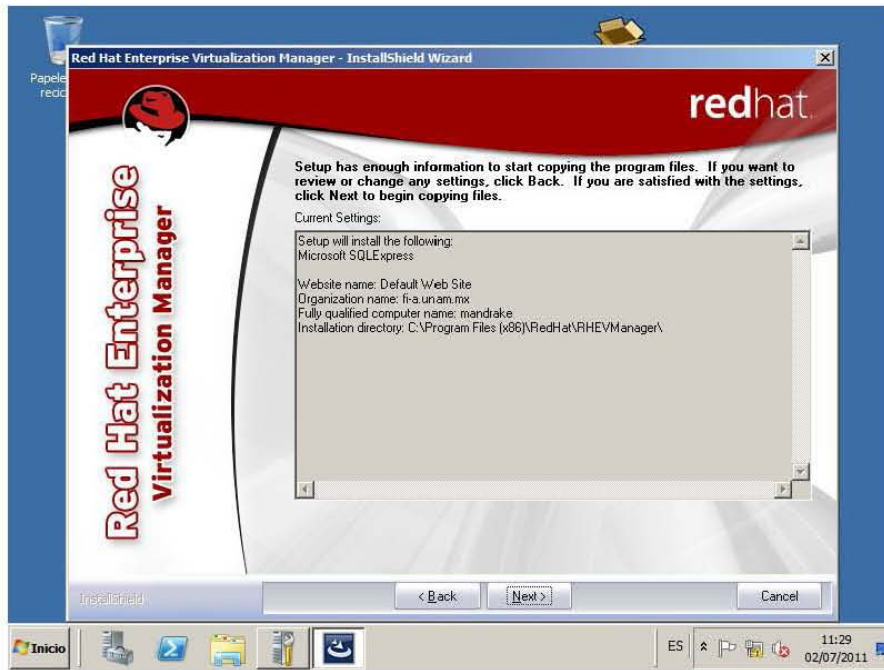 Papele
recic
Red Hat Enterprise Virtualization Manager - InstallShield Wizard
redhat.
Red Hat Enterprise
Virtualization Manager
Setup has enough information to start copying the program files. If you want to
review or change any settings, click Back. If you are satisfied with the settings,
click Next to begin copying files.
Current Settings:
Setup will install the following:
Microsoft SQLExpress
Website name: Default Web Site
Organization name: fi-a.unam.mx
Fully qualified computer name: mandrake
Installation directory: C:\Program Files (x86)\RedHat\RHEVManager\
InstallShield
< Back
Next >
Cancel
Inicio
ES
11:29
02/07/2011